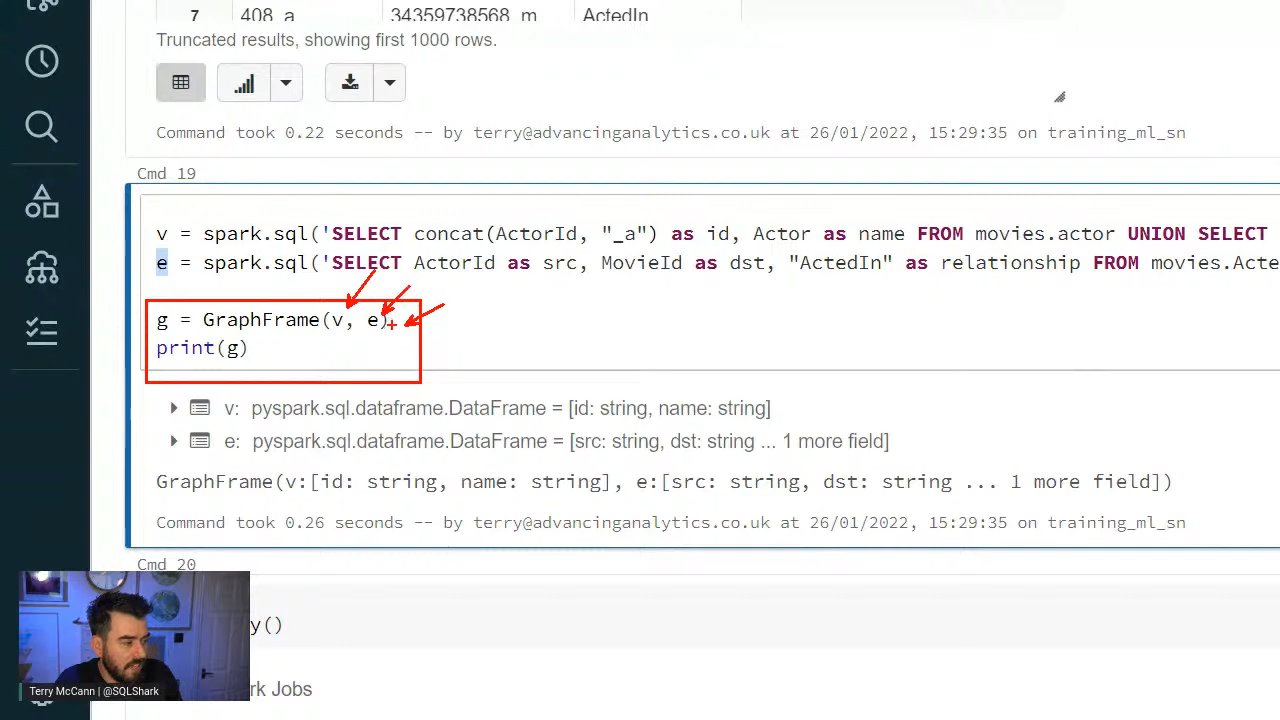 7 408_a 34359738568_m ActedIn
Truncated results, showing first 1000 rows.
Command took 0.22 seconds -- by terry@advancinganalytics.co.uk at 26/01/2022, 15:29:35 on training_ml_sn
Cmd 19
v = spark.sql('SELECT concat(ActorId, "_a") as id, Actor as name FROM movies.actor UNION SELECT
e = spark.sql('SELECT ActorId as src, MovieId as dst, "ActedIn" as relationship FROM movies.Acte
g = GraphFrame(v, e)
print(g)
v: pyspark.sql.dataframe.DataFrame = [id: string, name: string]
e: pyspark.sql.dataframe.DataFrame = [src: string, dst: string ... 1 more field]
GraphFrame(v:[id: string, name: string], e:[src: string, dst: string ... 1 more field])
Command took 0.26 seconds -- by terry@advancinganalytics.co.uk at 26/01/2022, 15:29:35 on training_ml_sn
Cmd 20
y()
rk Jobs
Terry McCann | @SQLShark